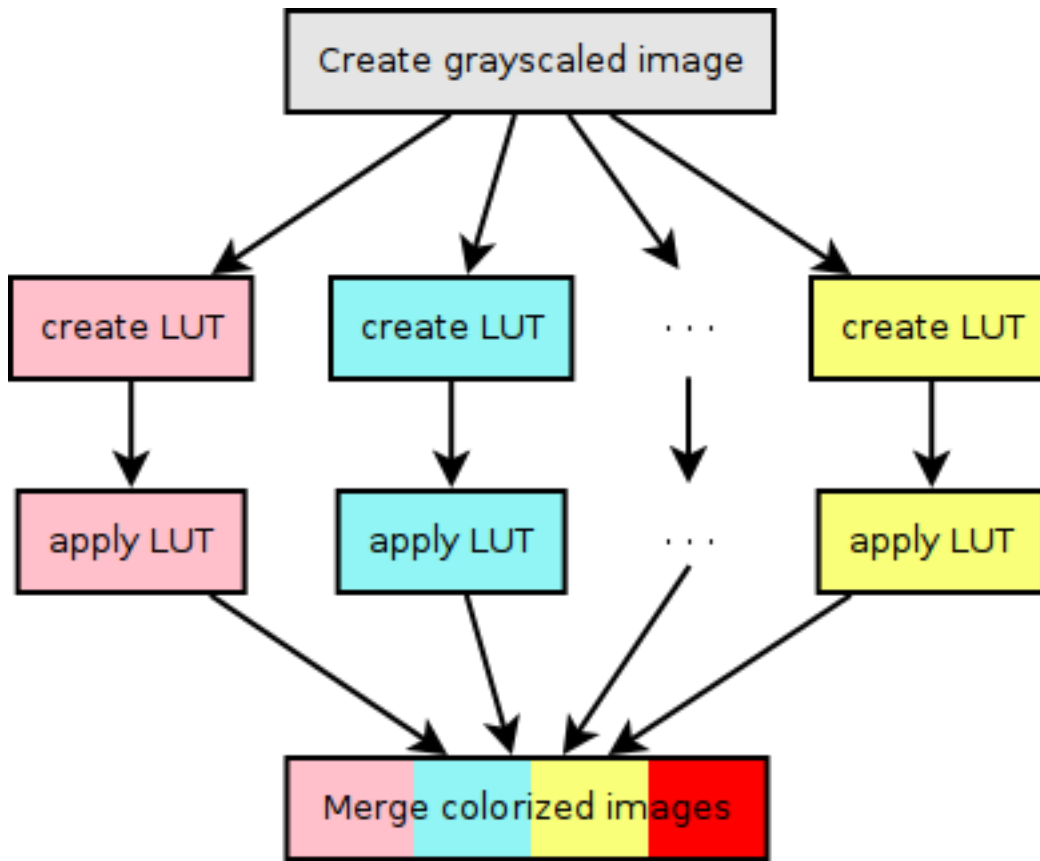 Create grayscaled image
create LUT
create LUT
. . .
create LUT
apply LUT
apply LUT
. . .
apply LUT
Merge colorized images